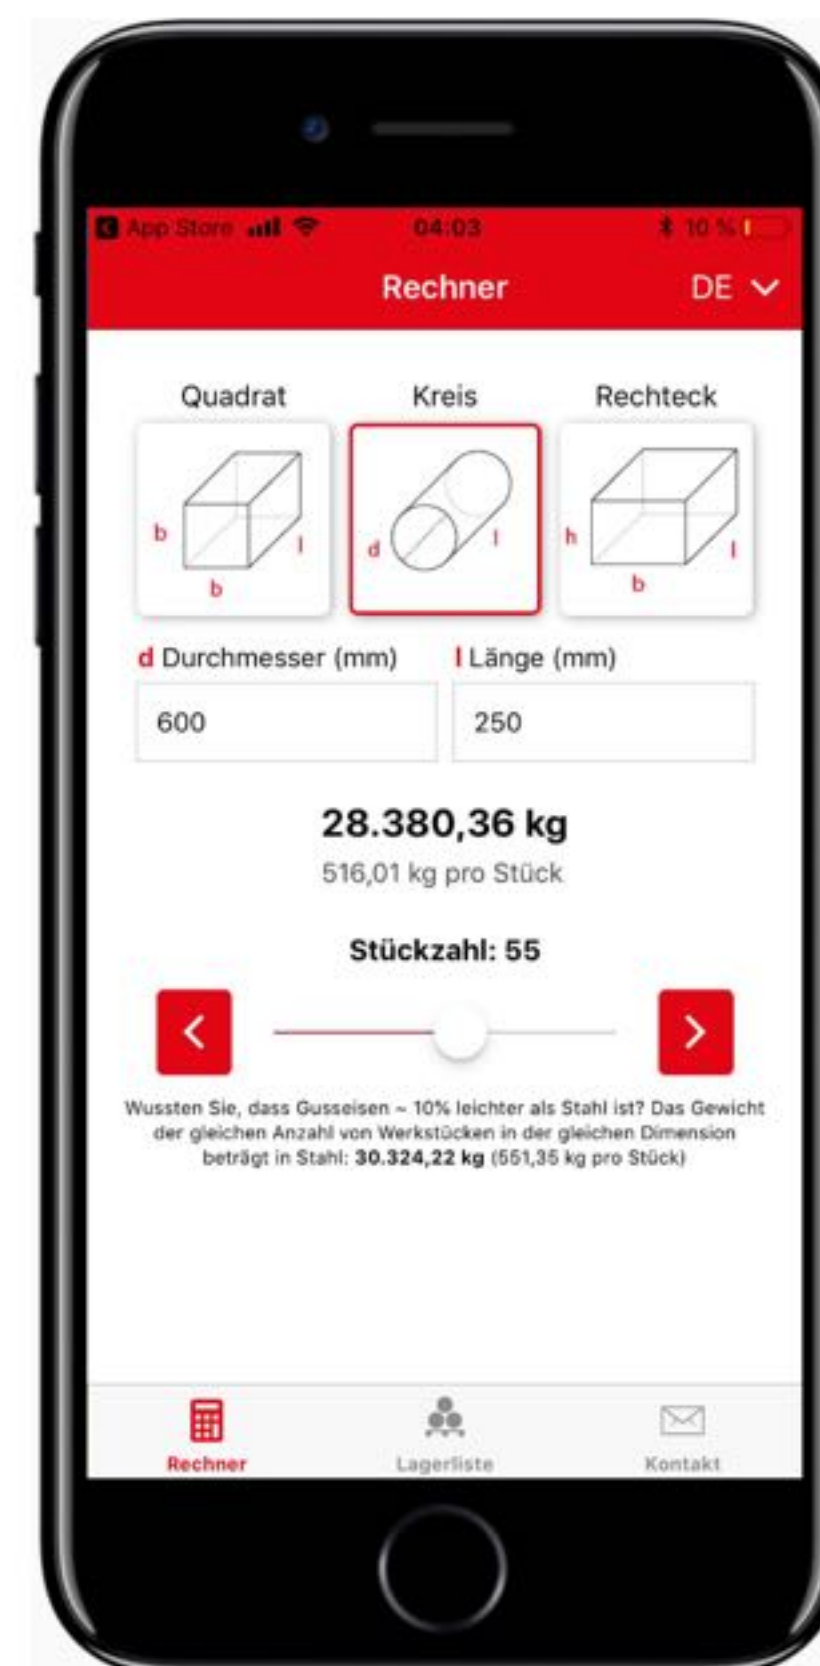 App Store 04:03 10 %
Rechner DE
Quadrat Kreis Rechteck
b l b
d l
h l b
d Durchmesser (mm) l Länge (mm)
600 250
28.380,36 kg
516,01 kg pro Stück
Stückzahl: 55
Wussten Sie, dass Gusseisen ~ 10% leichter als Stahl ist? Das Gewicht
der gleichen Anzahl von Werkstücken in der gleichen Dimension
beträgt in Stahl: 30.324,22 kg (551,35 kg pro Stück)
Rechner Lagerliste Kontakt